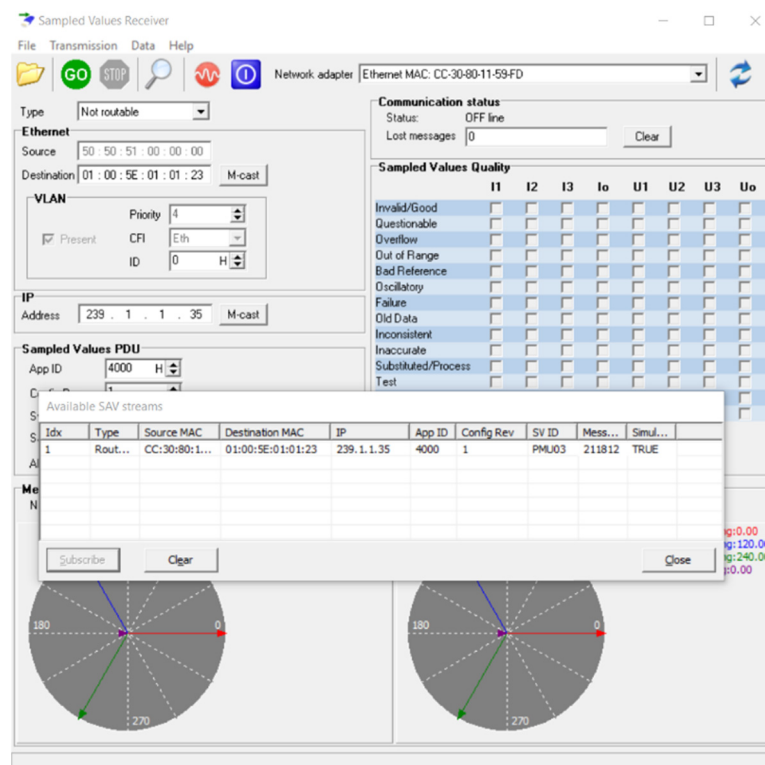 Sampled Values Receiver
File Transmission Data Help
GO STOP Network adapter Ethernet MAC: CC-30-80-11-59-FD
Type Not routable
Ethernet
Source 50 : 50 : 51 : 00 : 00 : 00
Destination 01 : 00 : 5E : 01 : 01 : 23 M-cast
VLAN
Priority 4
Present CFI Eth
ID 0 H
IP
Address 239 . 1 . 1 . 35 M-cast
Sampled Values PDU
App ID 4000 H
Communication status
Status: OFF line
Lost messages 0 Clear
Sampled Values Quality
I1 I2 I3 Io U1 U2 U3 Uo
Invalid/Good
Questionable
Overflow
Out of Range
Bad Reference
Oscillatory
Failure
Old Data
Inconsistent
Inaccurate
Substituted/Process
Test
Available SAV streams
Idx Type Source MAC Destination MAC IP App ID Config Rev SV ID Mess... Simul...
1 Rout... CC:30:80:1... 01:00:5E:01:01:23 239.1.1.35 4000 1 PMU03 211812 TRUE
Subscribe Clear Close
:0.00
:120.0
:240.0
:0.00
180 0
270
180 0
270